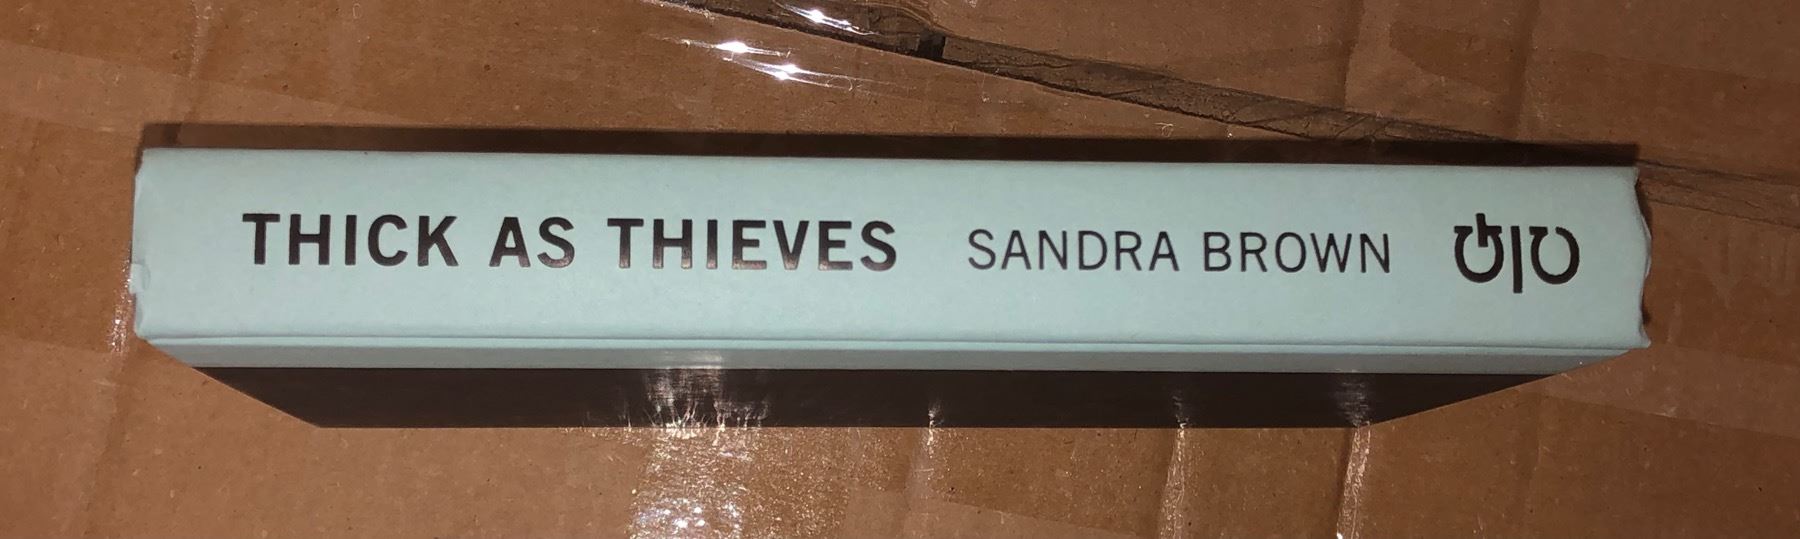 THICK AS THIEVES SANDRA BROWN